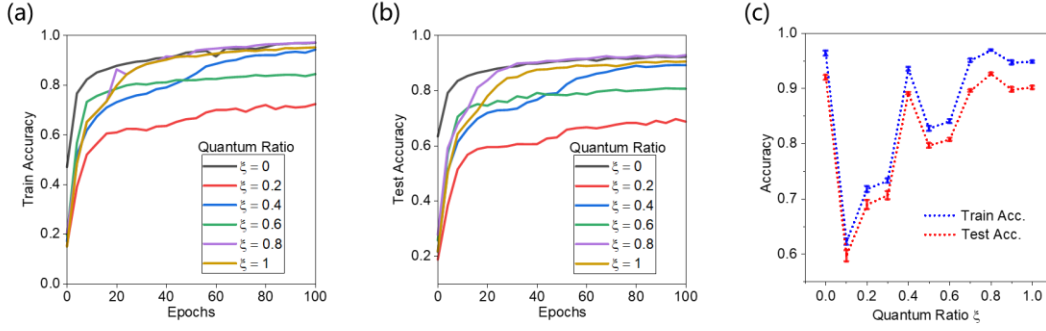 (a)
1.0
0.8
0.6
0.4
0.2
0.0
Train Accuracy
Quantum Ratio
ξ = 0
ξ = 0.2
ξ = 0.4
ξ = 0.6
ξ = 0.8
ξ = 1
0 20 40 60 80 100
Epochs
(b)
1.0
0.8
0.6
0.4
0.2
Test Accuracy
Quantum Ratio
ξ = 0
ξ = 0.2
ξ = 0.4
ξ = 0.6
ξ = 0.8
ξ = 1
0 20 40 60 80 100
Epochs
(c)
1.0
0.9
0.8
0.7
0.6
Accuracy
Train Acc.
Test Acc.
0.0 0.2 0.4 0.6 0.8 1.0
Quantum Ratio ξ